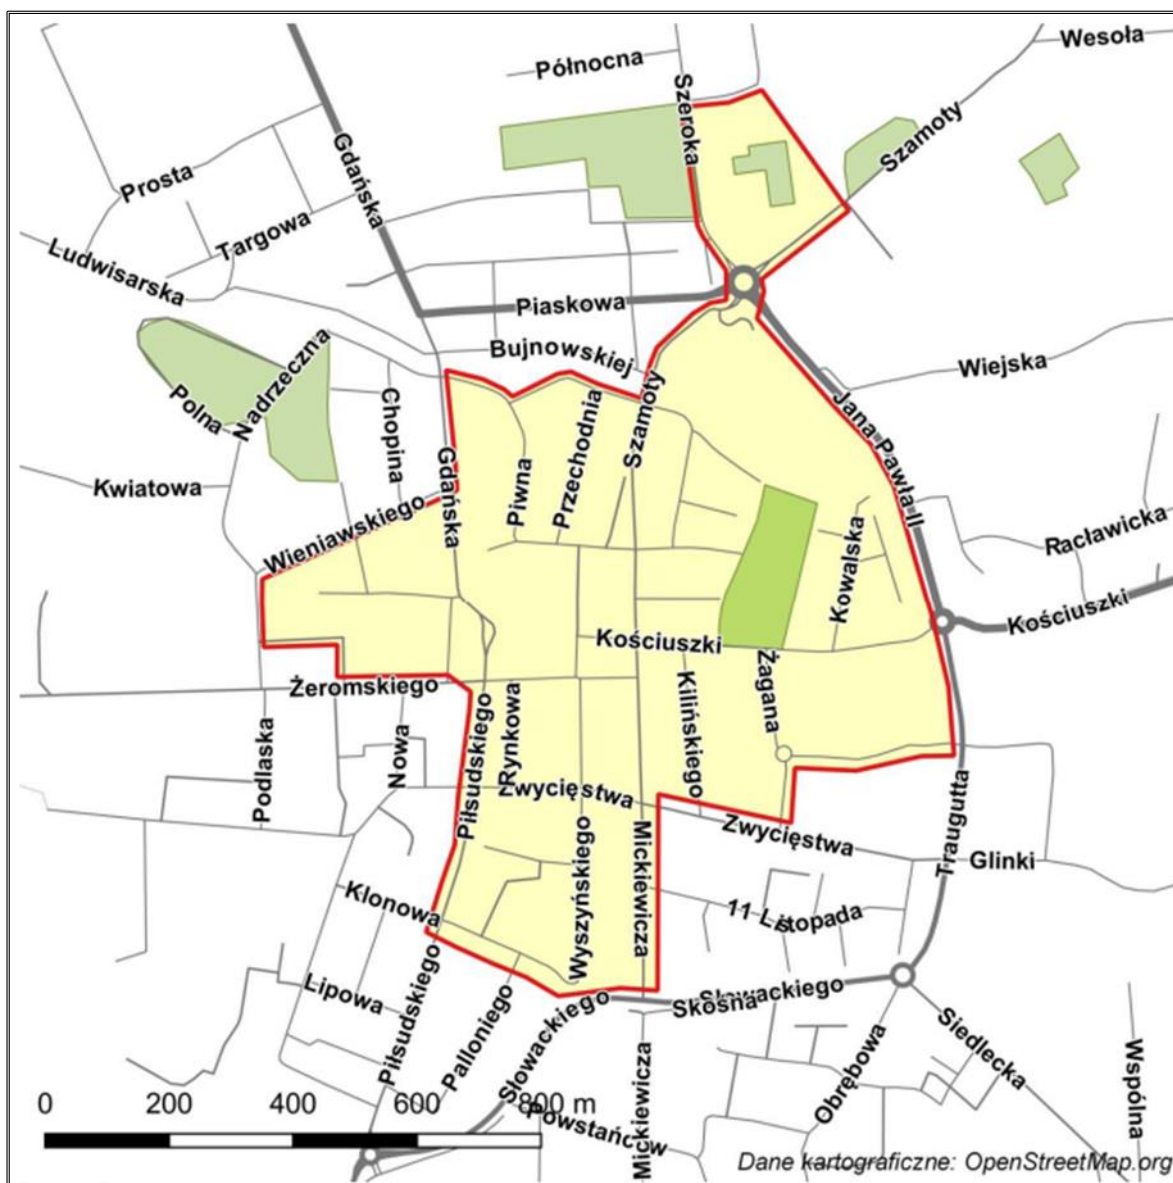 Wesoła
Północna
Szeroka
Szamoty
Gdańska
Prosta
Targowa
Ludwisarska
Piaskowa
Bujnowskiej
Wiejska
Nadrzeczna
Polna
Chopina
Przechodnia
Szamoty
Jana Pawła II
Kwiatowa
Gdańska
Piwna
Wieniawskiego
Racławicka
Kowalska
Kościuszki
Kościuszki
Żeromskiego
Żagana
Kilińskiego
Piłsudskiego
Rynkowa
Nowa
Podlaska
Zwycięstwa
Zwycięstwa
Traugutta
Glinki
Wyszyńskiego
Mickiewicza
Klonowa
11 Listopada
Lipowa
Piłsudskiego
Palloniego
Słowackiego
Skośna
Słowackiego
Siedlecka
Obrębowa
Wspólna
Mickiewicza
Powstańców
0 200 400 600 800 m
Dane kartograficzne: OpenStreetMap.org